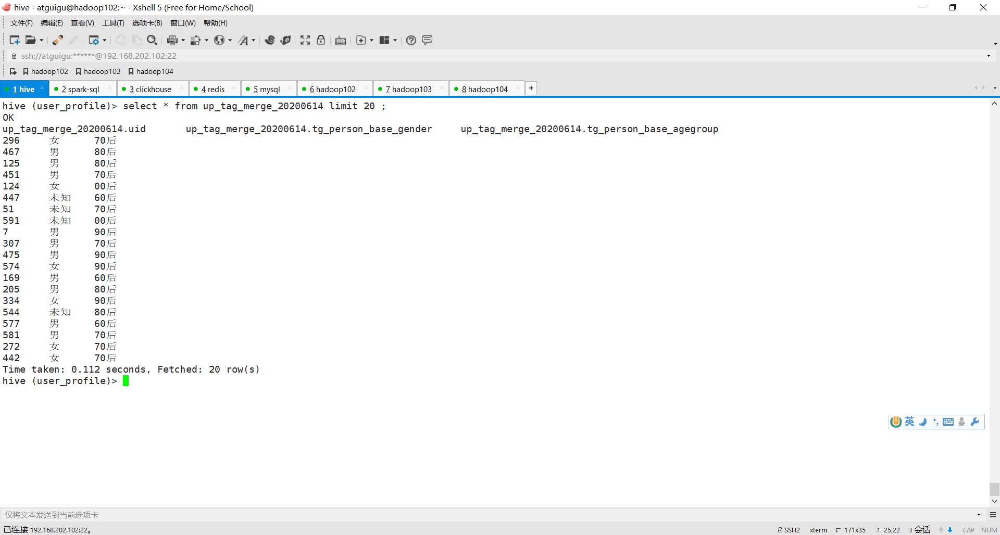 hive - atguigu@hadoop102:~ - Xshell 5 (Free for Home/School)
文件(F) 编辑(E) 查看(V) 工具(T) 选项卡(B) 窗口(W) 帮助(H)
ssh://atguigu:******@192.168.202.102:22
hadoop102 hadoop103 hadoop104
1 hive × 2 spark-sql × 3 clickhouse × 4 redis × 5 mysql × 6 hadoop102 × 7 hadoop103 × 8 hadoop104 × +
hive (user_profile)> select * from up_tag_merge_20200614 limit 20 ;
OK
up_tag_merge_20200614.uid up_tag_merge_20200614.tg_person_base_gender up_tag_merge_20200614.tg_person_base_agegroup
296 女 70后
467 男 80后
125 男 80后
451 男 70后
124 女 00后
447 未知 60后
51 未知 70后
591 未知 00后
7 男 90后
307 男 70后
475 男 90后
574 女 90后
169 男 60后
205 男 80后
334 女 90后
544 未知 80后
577 男 60后
581 男 70后
272 女 70后
442 女 70后
Time taken: 0.112 seconds, Fetched: 20 row(s)
hive (user_profile)>
英
仅将文本发送到当前选项卡
已连接 192.168.202.102:22。 SSH2 xterm 171x35 25,22 会话 CAP NUM